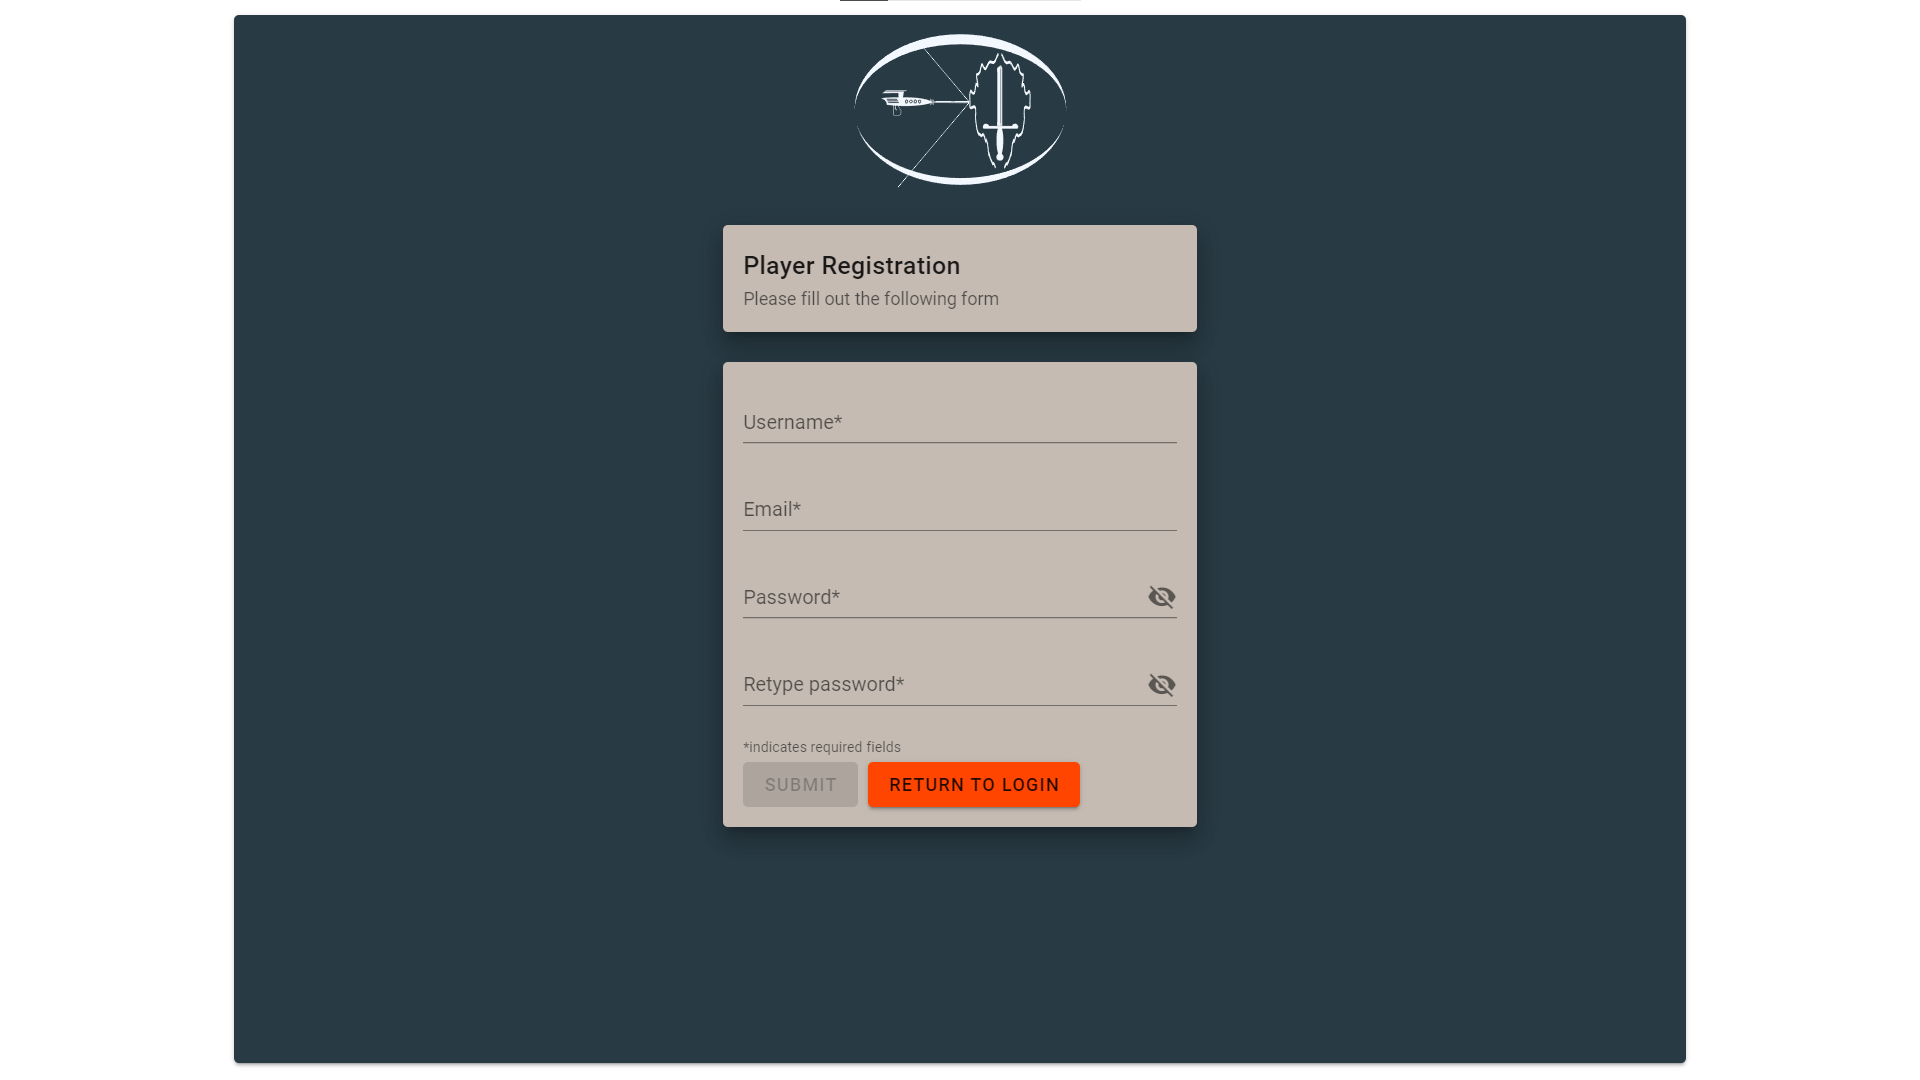 Player Registration
Please fill out the following form
Username*
Email*
Password*
Retype password*
*indicates required fields
SUBMIT
RETURN TO LOGIN